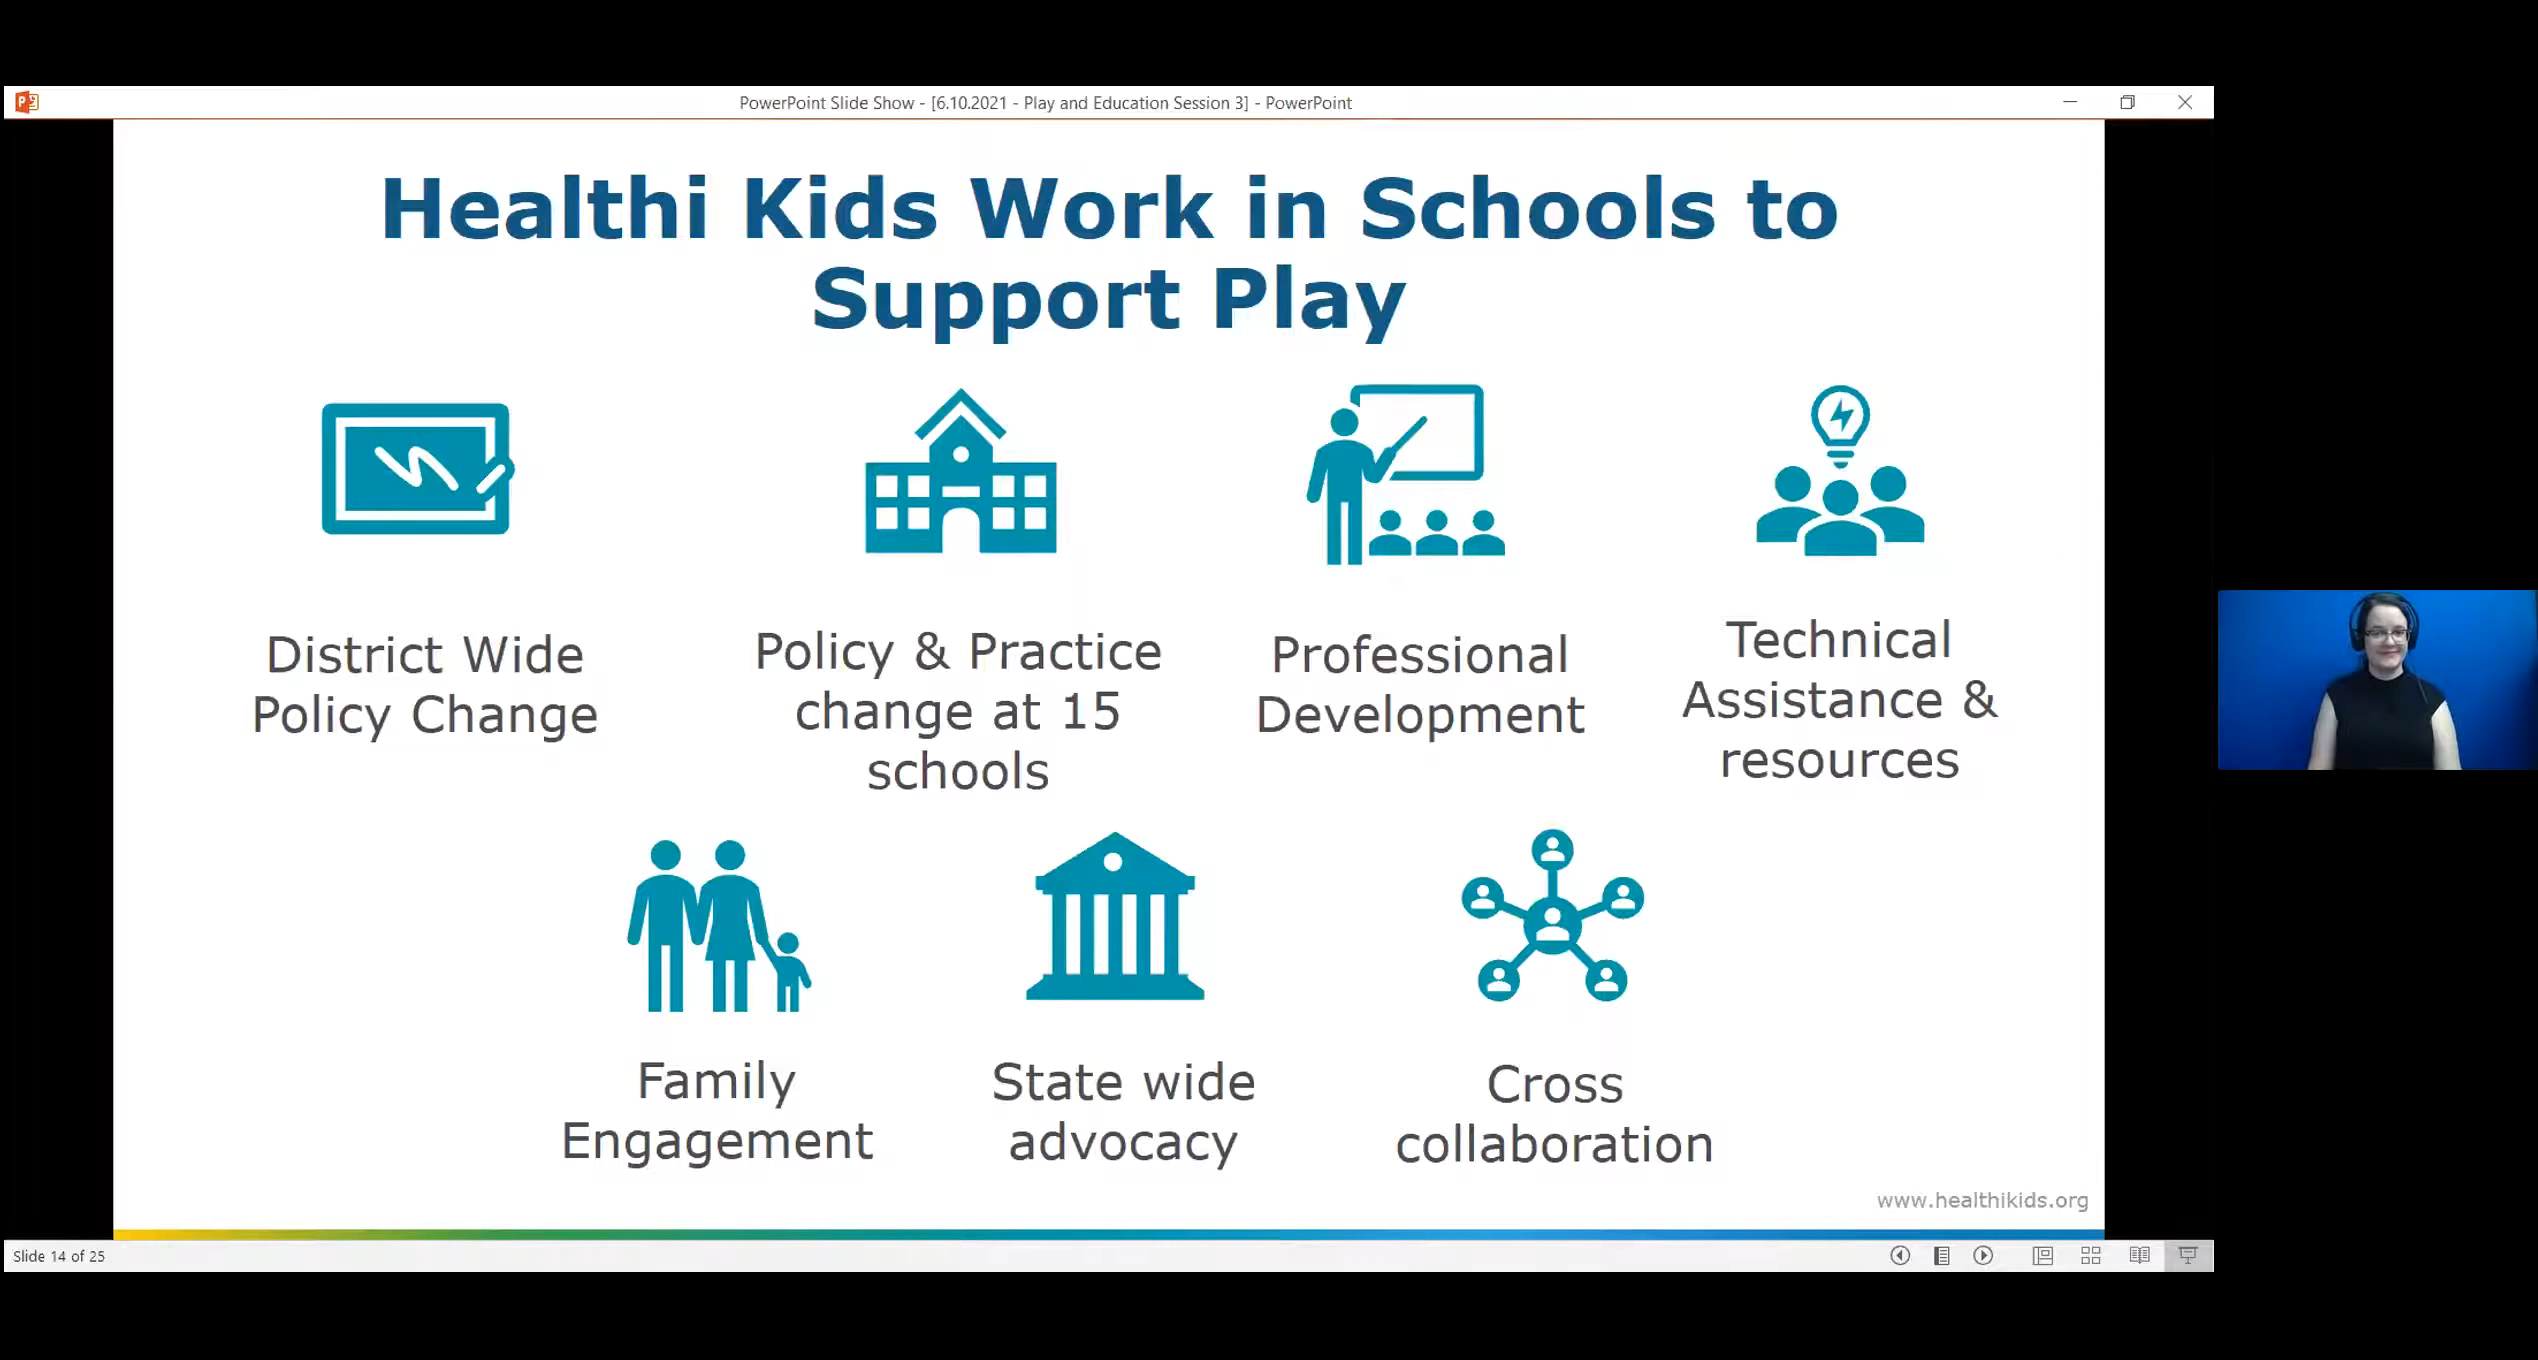 PowerPoint Slide Show - [6.10.2021 - Play and Education Session 3] - PowerPoint
Healthi Kids Work in Schools to
Support Play
District Wide
Policy Change
Policy & Practice
change at 15
schools
Professional
Development
Technical
Assistance &
resources
Family
Engagement
State wide
advocacy
Cross
collaboration
www.healthikids.org
Slide 14 of 25